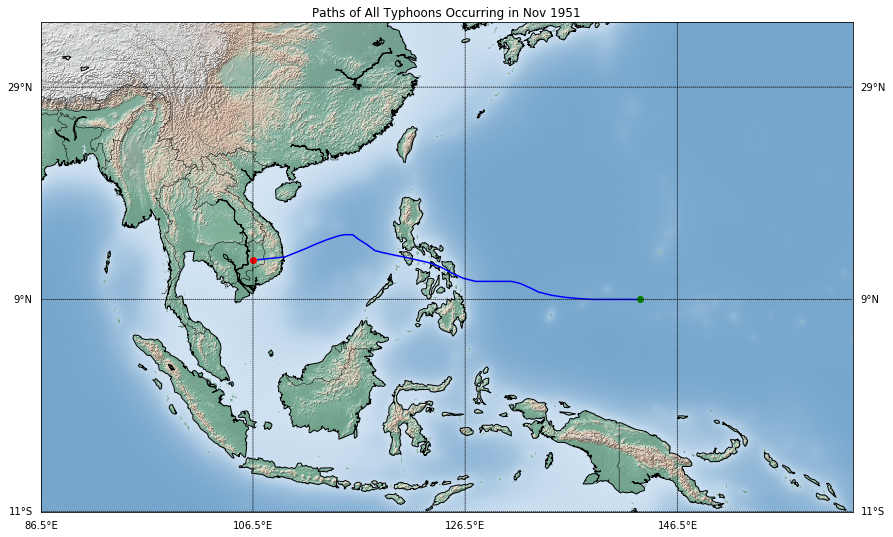 Paths of All Typhoons Occurring in Nov 1951
29°N 29°N
9°N 9°N
11°S 11°S
86.5°E 106.5°E 126.5°E 146.5°E